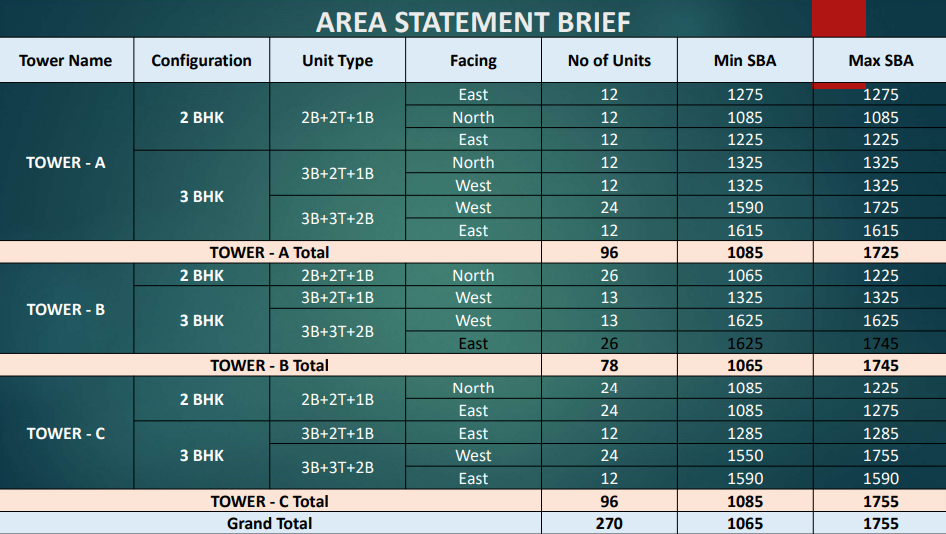 AREA STATEMENT BRIEF
Tower Name Configuration Unit Type Facing No of Units Min SBA Max SBA
TOWER - A 2 BHK 2B+2T+1B East 12 1275 1275
North 12 1085 1085
East 12 1225 1225
3 BHK 3B+2T+1B North 12 1325 1325
West 12 1325 1325
3B+3T+2B West 24 1590 1725
East 12 1615 1615
TOWER - A Total 96 1085 1725
TOWER - B 2 BHK 2B+2T+1B North 26 1065 1225
3 BHK 3B+2T+1B West 13 1325 1325
3B+3T+2B West 13 1625 1625
East 26 1625 1745
TOWER - B Total 78 1065 1745
TOWER - C 2 BHK 2B+2T+1B North 24 1085 1225
East 24 1085 1275
3 BHK 3B+2T+1B East 12 1285 1285
3B+3T+2B West 24 1550 1755
East 12 1590 1590
TOWER - C Total 96 1085 1755
Grand Total 270 1065 1755